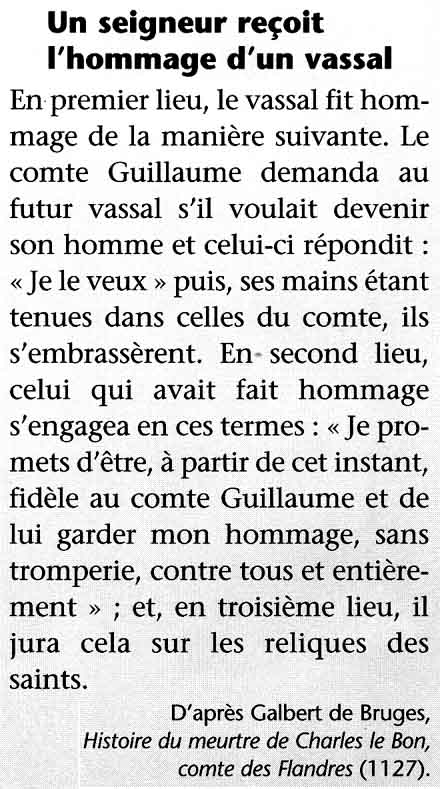 Un seigneur reçoit
l'hommage d'un vassal
En premier lieu, le vassal fit hom-
mage de la manière suivante. Le
comte Guillaume demanda au
futur vassal s'il voulait devenir
son homme et celui-ci répondit :
« Je le veux » puis, ses mains étant
tenues dans celles du comte, ils
s'embrassèrent. En second lieu,
celui qui avait fait hommage
s'engagea en ces termes : « Je pro-
mets d'être, à partir de cet instant,
fidèle au comte Guillaume et de
lui garder mon hommage, sans
tromperie, contre tous et entière-
ment » ; et, en troisième lieu, il
jura cela sur les reliques des
saints.
D'après Galbert de Bruges,
Histoire du meurtre de Charles le Bon,
comte des Flandres (1127).